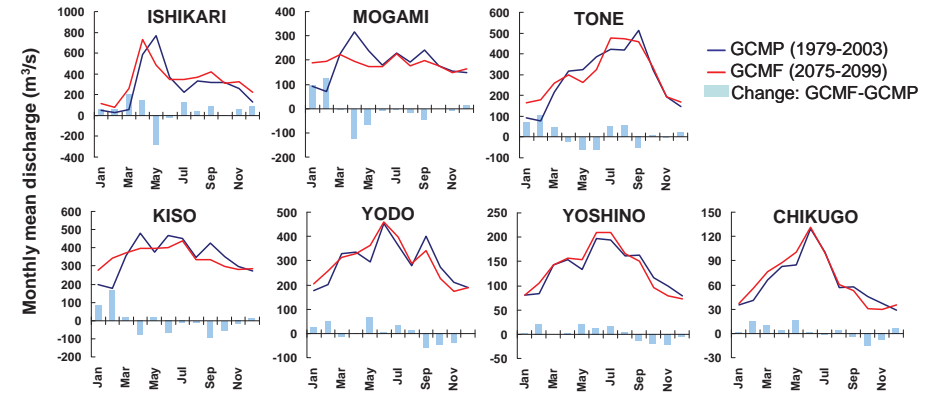 ISHIKARI
MOGAMI
TONE
GCMP (1979-2003)
GCMF (2075-2099)
Change: GCMF-GCMP
Monthly mean discharge (m³/s)
1000
800
600
400
200
0
-200
-400
Jan
Mar
May
Jul
Sep
Nov
400
300
200
100
0
-100
-200
Jan
Mar
May
Jul
Sep
Nov
600
500
400
300
200
100
0
-100
Jan
Mar
May
Jul
Sep
Nov
KISO
YODO
YOSHINO
CHIKUGO
600
500
400
300
200
100
0
-100
-200
Jan
Mar
May
Jul
Sep
Nov
500
400
300
200
100
0
-100
Jan
Mar
May
Jul
Sep
Nov
250
200
150
100
50
0
-50
Jan
Mar
May
Jul
Sep
Nov
150
120
90
60
30
0
-30
Jan
Mar
May
Jul
Sep
Nov